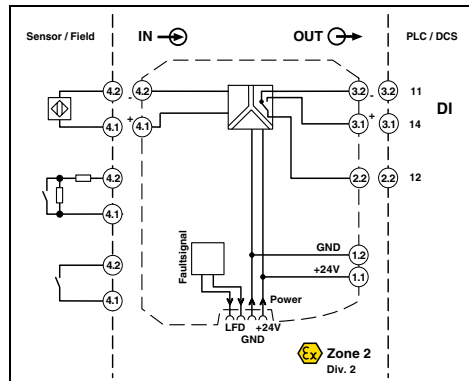 Sensor / Field
IN
OUT
PLC / DCS
4.2
4.2
-
3.2
-
3.2
11
DI
4.1
+
4.1
3.1
+
3.1
14
4.2
2.2
2.2
12
4.1
Faultsignal
GND
1.2
4.2
+24V
1.1
4.1
Power
LFD
+24V
GND
Ex
Zone 2
Div. 2